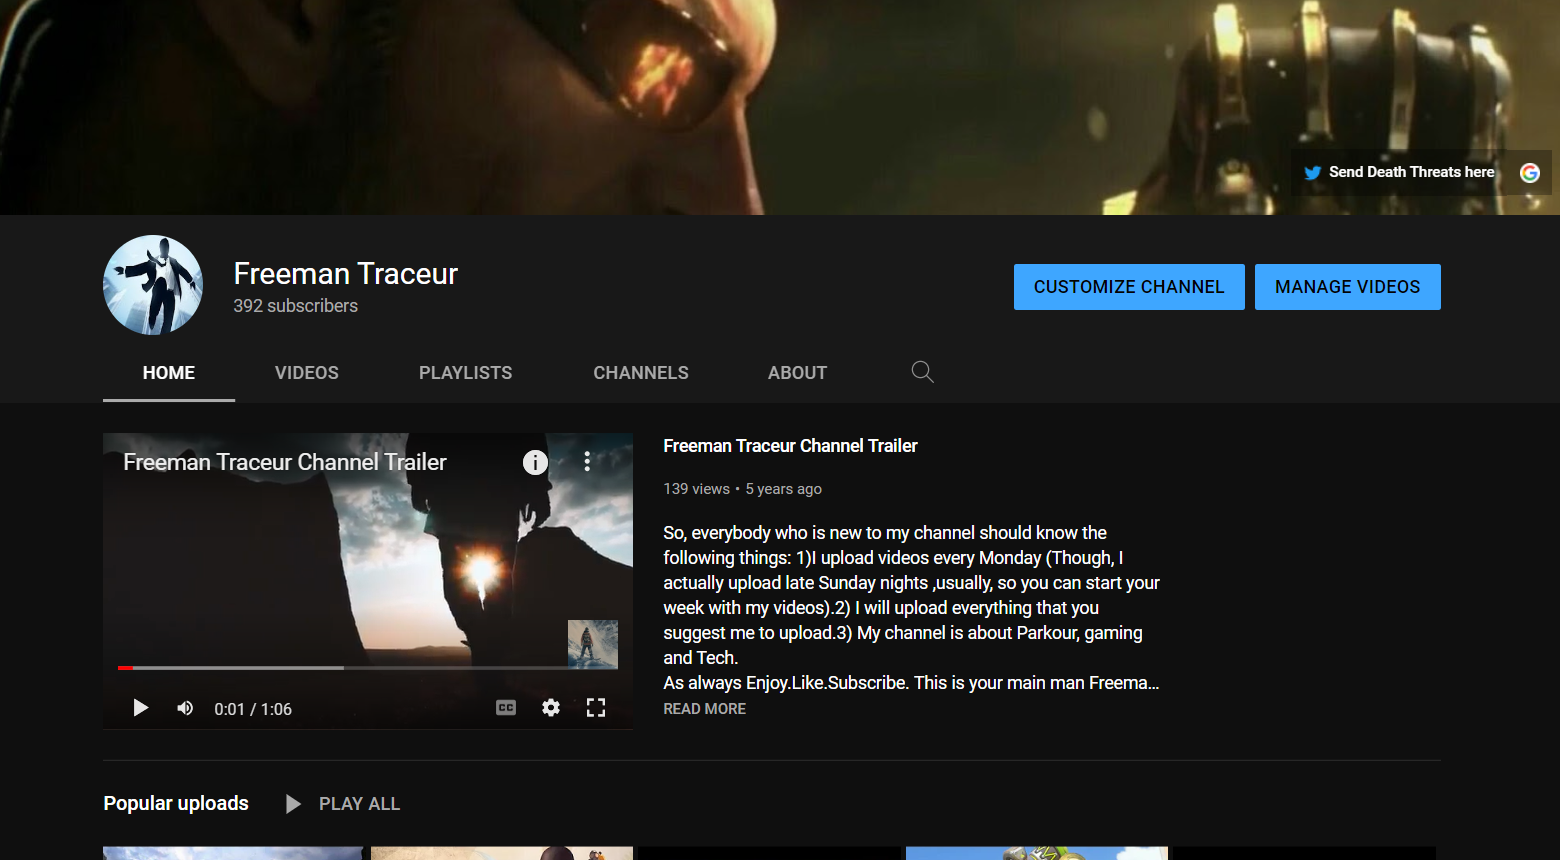 Send Death Threats here
Freeman Traceur
392 subscribers
CUSTOMIZE CHANNEL
MANAGE VIDEOS
HOME
VIDEOS
PLAYLISTS
CHANNELS
ABOUT
Freeman Traceur Channel Trailer
0:01 / 1:06
CC
Freeman Traceur Channel Trailer
139 views • 5 years ago
So, everybody who is new to my channel should know the
following things: 1)I upload videos every Monday (Though, I
actually upload late Sunday nights ,usually, so you can start your
week with my videos).2) I will upload everything that you
suggest me to upload.3) My channel is about Parkour, gaming
and Tech.
As always Enjoy.Like.Subscribe. This is your main man Freema...
READ MORE
Popular uploads
PLAY ALL